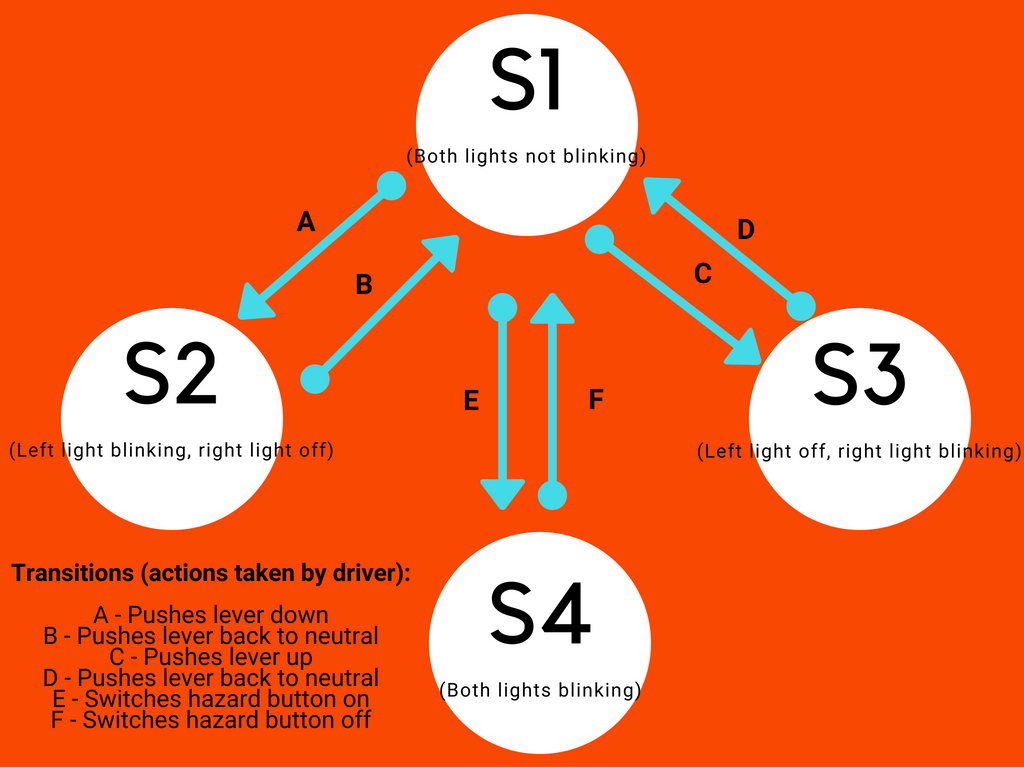 S1
(Both lights not blinking)
A
D
B
C
S2
(Left light blinking, right light off)
S3
(Left light off, right light blinking)
E
F
Transitions (actions taken by driver):
A - Pushes lever down
B - Pushes lever back to neutral
C - Pushes lever up
D - Pushes lever back to neutral
E - Switches hazard button on
F - Switches hazard button off
S4
(Both lights blinking)